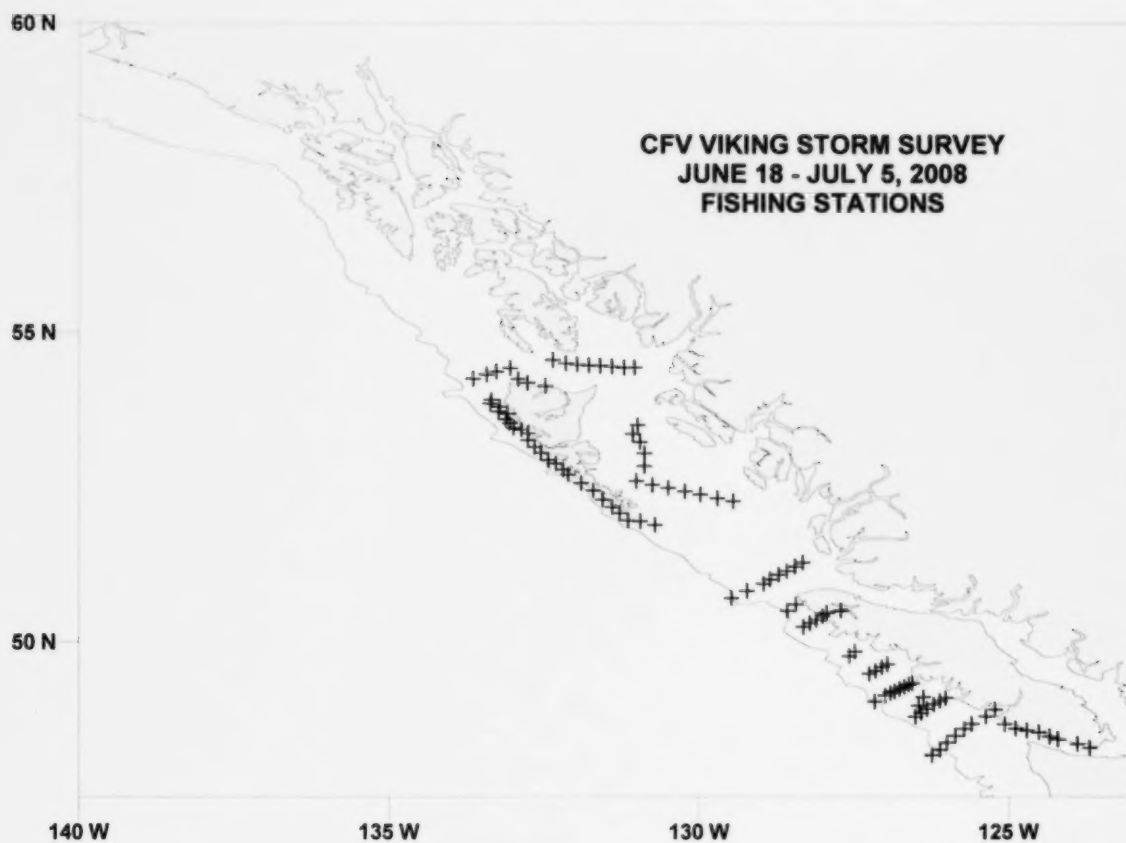 60 N
CFV VIKING STORM SURVEY
JUNE 18 - JULY 5, 2008
FISHING STATIONS
55 N
50 N
140 W
135 W
130 W
125 W